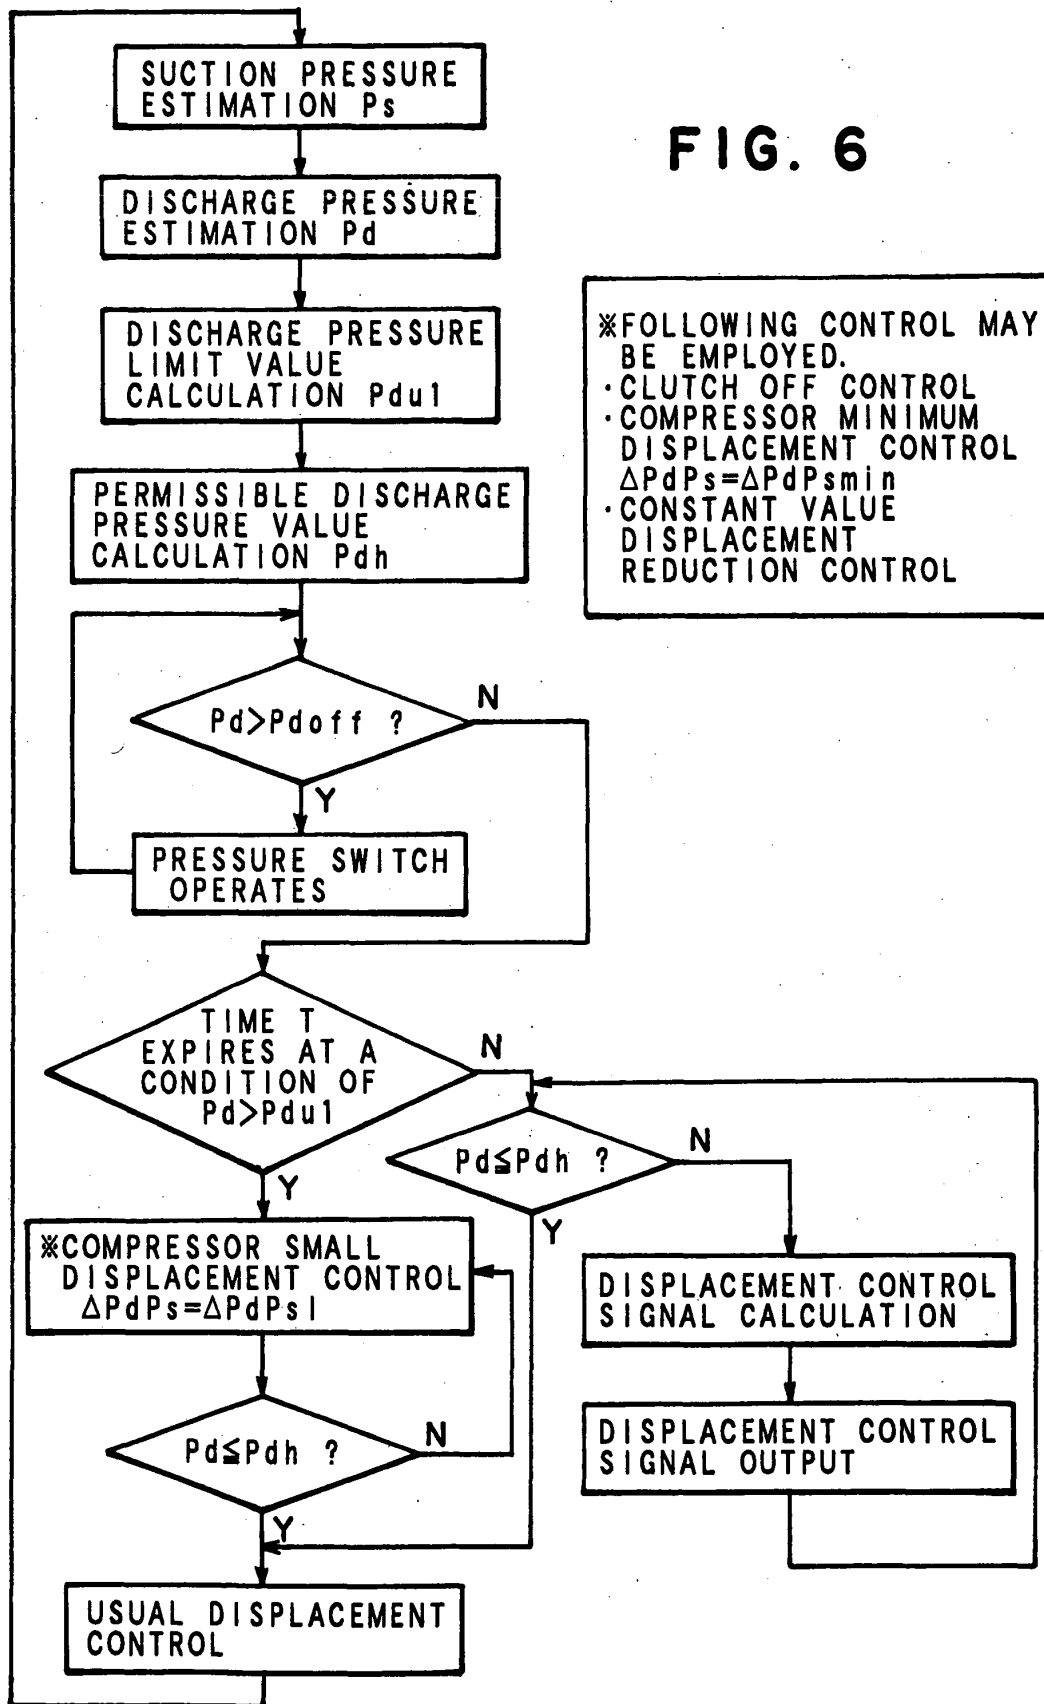 SUCTION PRESSURE
ESTIMATION Ps
FIG. 6
DISCHARGE PRESSURE
ESTIMATION Pd
DISCHARGE PRESSURE
LIMIT VALUE
CALCULATION Pdul
※FOLLOWING CONTROL MAY
BE EMPLOYED.
·CLUTCH OFF CONTROL
·COMPRESSOR MINIMUM
DISPLACEMENT CONTROL
ΔPdPs=ΔPdPsmin
·CONSTANT VALUE
DISPLACEMENT
REDUCTION CONTROL
PERMISSIBLE DISCHARGE
PRESSURE VALUE
CALCULATION Pdh
Pd>Pdoff ?
N
Y
PRESSURE SWITCH
OPERATES
TIME T
EXPIRES AT A
CONDITION OF
Pd>Pdul
N
Y
Pd≦Pdh ?
N
Y
※COMPRESSOR SMALL
DISPLACEMENT CONTROL
ΔPdPs=ΔPdPsl
DISPLACEMENT CONTROL
SIGNAL CALCULATION
Pd≦Pdh ?
N
Y
DISPLACEMENT CONTROL
SIGNAL OUTPUT
USUAL DISPLACEMENT
CONTROL